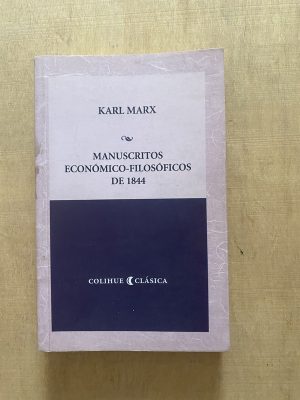 KARL MARX
MANUSCRITOS
ECONÓMICO-FILOSÓFICOS
DE 1844
COLIHUE CLÁSICA